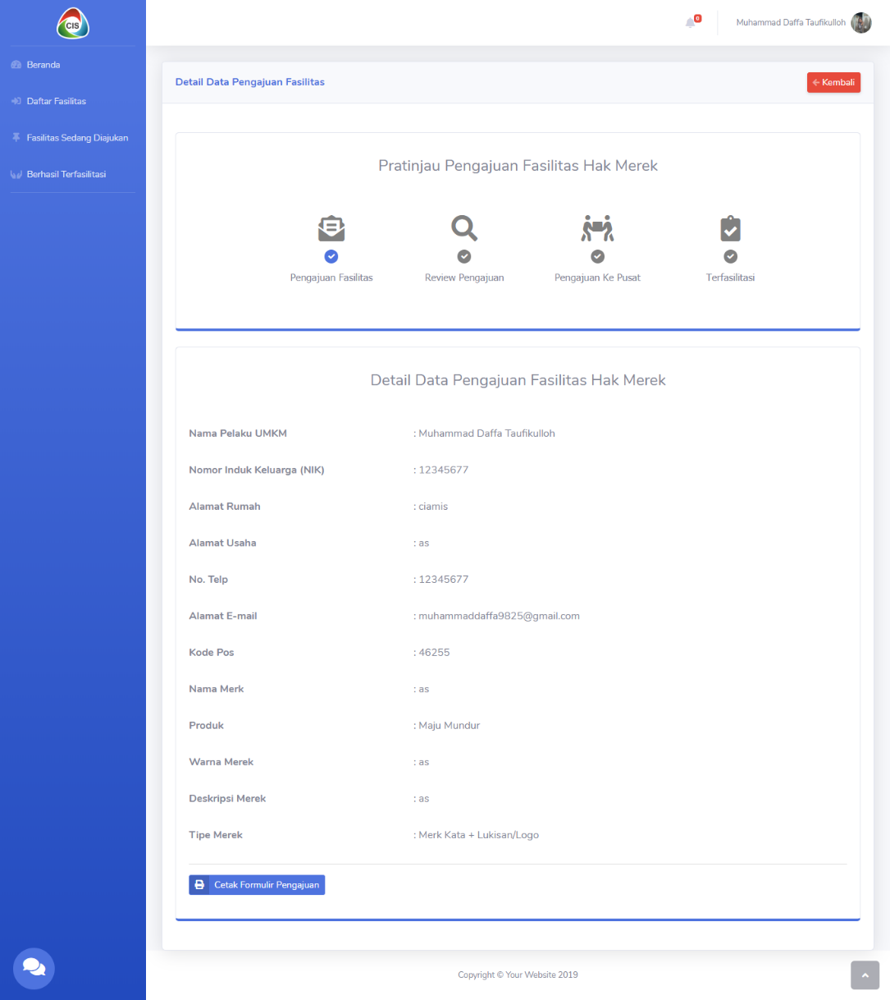 CIS
Beranda
Daftar Fasilitas
Fasilitas Sedang Diajukan
Berhasil Terfasilitasi
0
Muhammad Daffa Taufikulloh
Detail Data Pengajuan Fasilitas
Kembali
Pratinjau Pengajuan Fasilitas Hak Merek
Pengajuan Fasilitas
Review Pengajuan
Pengajuan Ke Pusat
Terfasilitasi
Detail Data Pengajuan Fasilitas Hak Merek
Nama Pelaku UMKM : Muhammad Daffa Taufikulloh
Nomor Induk Keluarga (NIK) : 12345677
Alamat Rumah : ciamis
Alamat Usaha : as
No. Telp : 12345677
Alamat E-mail : muhammaddaffa9825@gmail.com
Kode Pos : 46255
Nama Merk : as
Produk : Maju Mundur
Warna Merek : as
Deskripsi Merek : as
Tipe Merek : Merk Kata + Lukisan/Logo
Cetak Formulir Pengajuan
Copyright © Your Website 2019